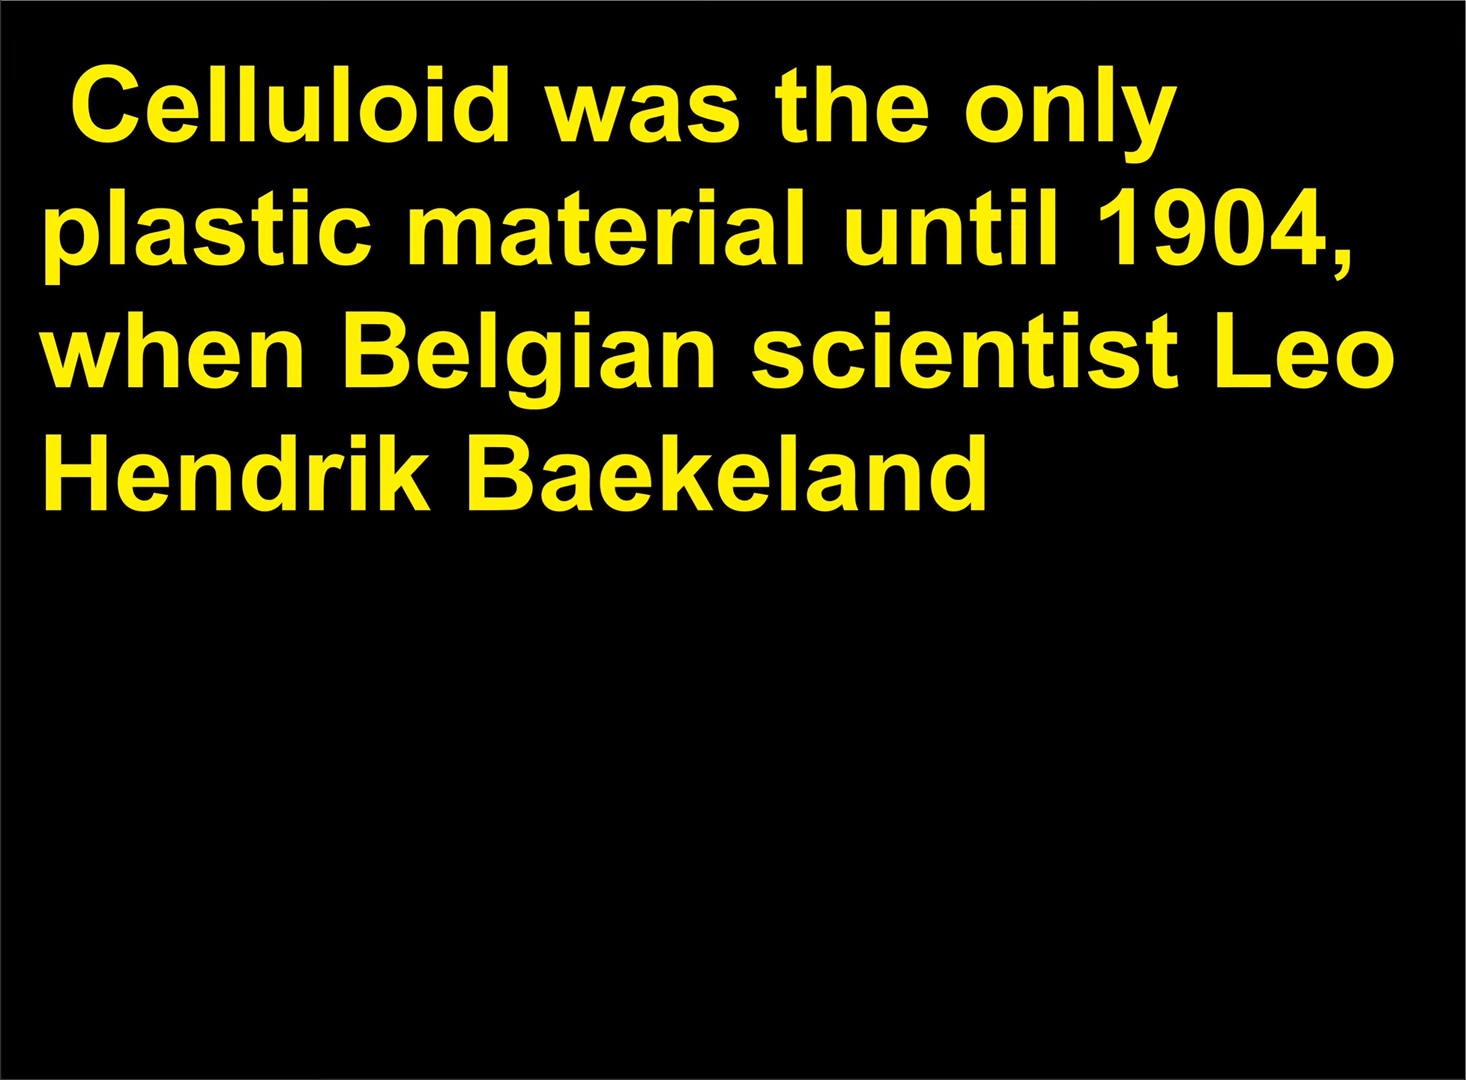 Celluloid was the only
plastic material until 1904,
when Belgian scientist Leo
Hendrik Baekeland